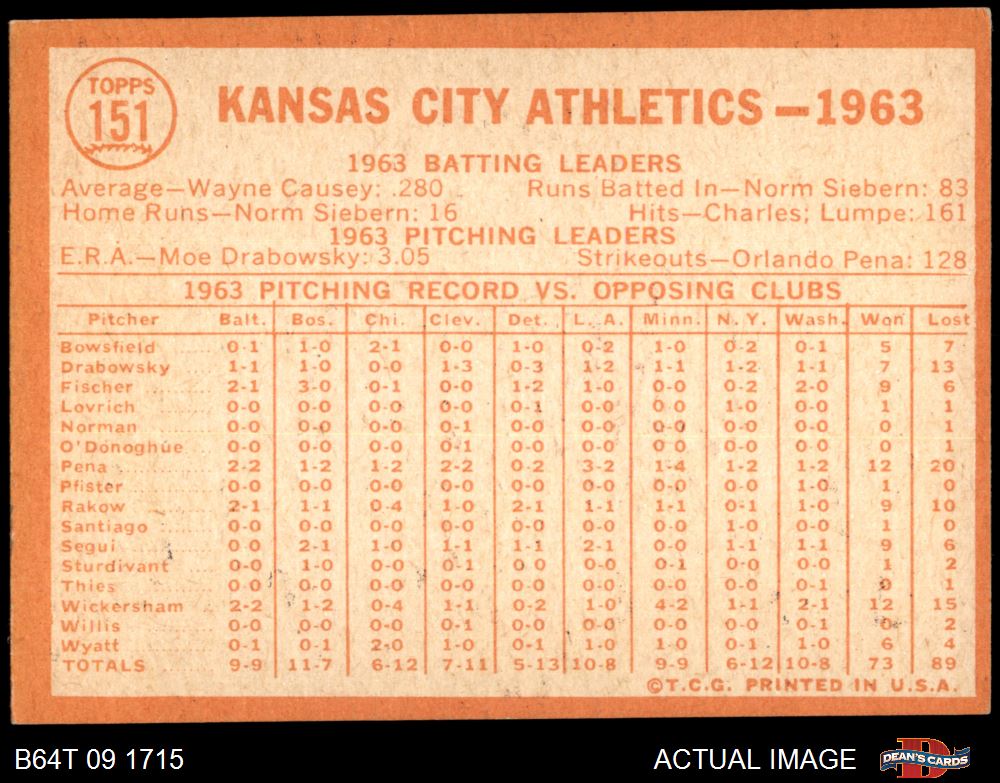 TOPPS
151
KANSAS CITY ATHLETICS—1963
1963 BATTING LEADERS
Average—Wayne Causey: .280 Runs Batted In—Norm Siebern: 83
Home Runs—Norm Siebern: 16 Hits—Charles; Lumpe: 161
1963 PITCHING LEADERS
E.R.A.—Moe Drabowsky: 3.05 Strikeouts—Orlando Pena: 128
1963 PITCHING RECORD VS. OPPOSING CLUBS
Pitcher Balt. Bos. Chi. Clev. Det. L. A. Minn. N. Y. Wash. Won Lost
Bowsfield 0-1 1-0 2-1 0-0 1-0 0-2 1-0 0-2 0-1 5 7
Drabowsky 1-1 1-0 0-0 1-3 0-3 1-2 1-1 1-2 1-1 7 13
Fischer 2-1 3-0 0-1 0-0 1-2 1-0 0-0 0-2 2-0 9 6
Lovrich 0-0 0-0 0-0 0-0 0-1 0-0 0-0 1-0 0-0 1 1
Norman 0-0 0-0 0-0 0-1 0-0 0-0 0-0 0-0 0-0 0 1
O'Donoghue 0-0 0-0 0-0 0-1 0-0 0-0 0-0 0-0 0-0 0 1
Pena 2-2 1-2 1-2 2-2 0-2 3-2 1-4 1-2 1-2 12 20
Pfister 0-0 0-0 0-0 0-0 0-0 0-0 0-0 0-0 1-0 1 0
Rakow 2-1 1-1 0-4 1-0 2-1 1-1 1-1 0-1 1-0 9 10
Santiago 0-0 0-0 0-0 0-0 0-0 0-0 0-0 1-0 0-0 1 0
Segui 0-0 2-1 1-0 1-1 1-1 2-1 0-0 1-1 1-1 9 6
Sturdivant 0-0 1-0 0-0 0-1 0-0 0-0 0-1 0-0 0-0 1 2
Thies 0-0 0-0 0-0 0-0 0-0 0-0 0-0 0-0 0-1 0 1
Wickersham 2-2 1-2 0-4 1-1 0-2 1-0 4-2 1-1 2-1 12 15
Willis 0-0 0-0 0-0 0-1 0-0 0-0 0-0 0-0 0-1 0 2
Wyatt 0-1 0-1 2-0 0-1 0-1 1-0 1-0 0-1 1-0 6 4
TOTALS 9-9 11-7 6-12 7-11 5-13 10-8 9-9 6-12 10-8 73 89
©T.C.G. PRINTED IN U.S.A.
B64T 09 1715 ACTUAL IMAGE DEAN'S CARDS